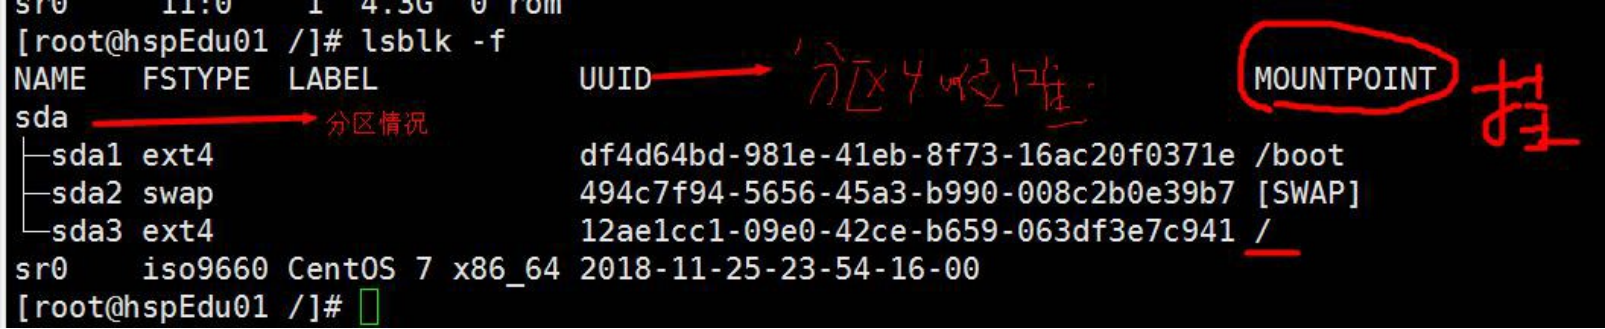 sr0 11:0 1 4.3G 0 rom
[root@hspEdu01 /]# lsblk -f
NAME FSTYPE LABEL UUID MOUNTPOINT
sda 分区情况
├─sda1 ext4 df4d64bd-981e-41eb-8f73-16ac20f0371e /boot
├─sda2 swap 494c7f94-5656-45a3-b990-008c2b0e39b7 [SWAP]
└─sda3 ext4 12ae1cc1-09e0-42ce-b659-063df3e7c941 /
sr0 iso9660 CentOS 7 x86_64 2018-11-25-23-54-16-00
[root@hspEdu01 /]#
分区